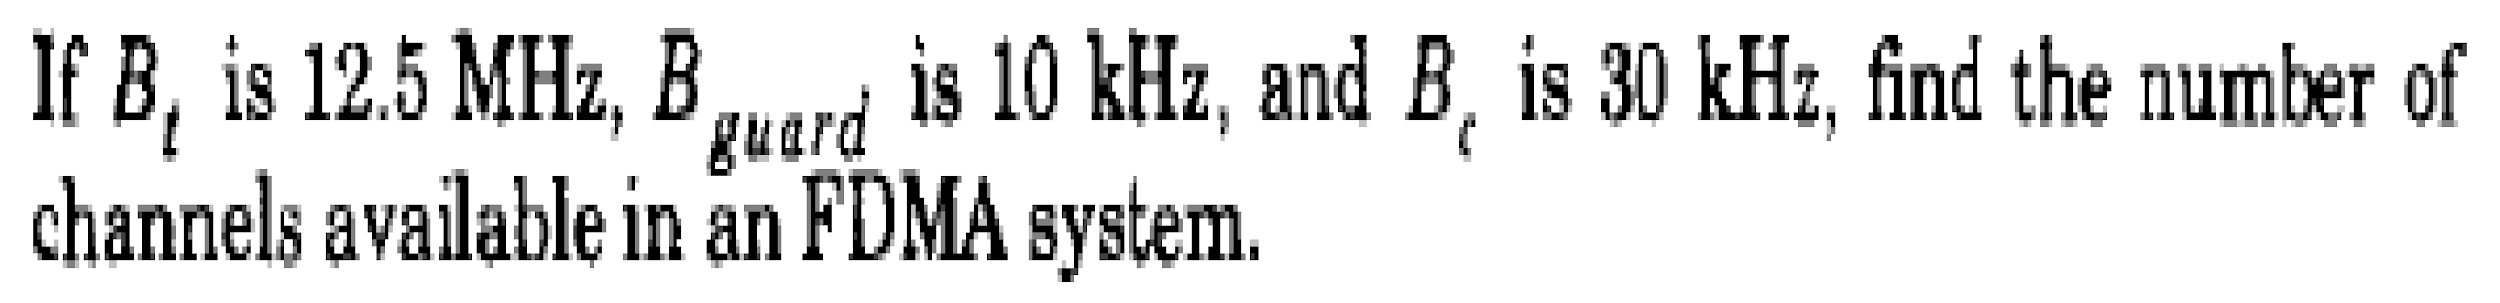 If B_t is 12.5 MHz, B_guard is 10 kHz, and B_c is 30 kHz, find the number of
channels available in an FDMA system.